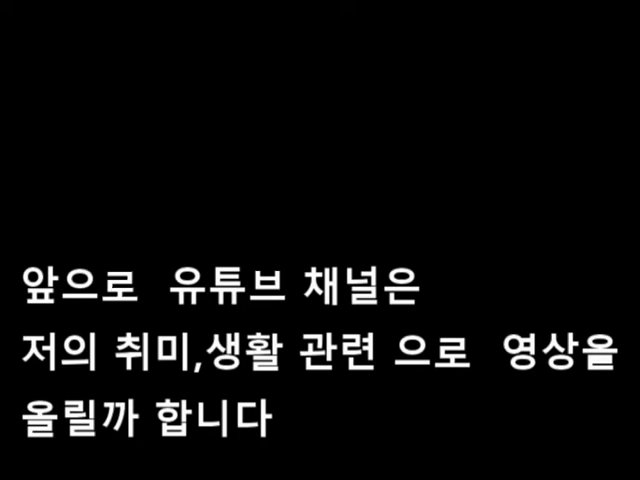 앞으로 유튜브 채널은
저의 취미,생활 관련 으로 영상을
올릴까 합니다